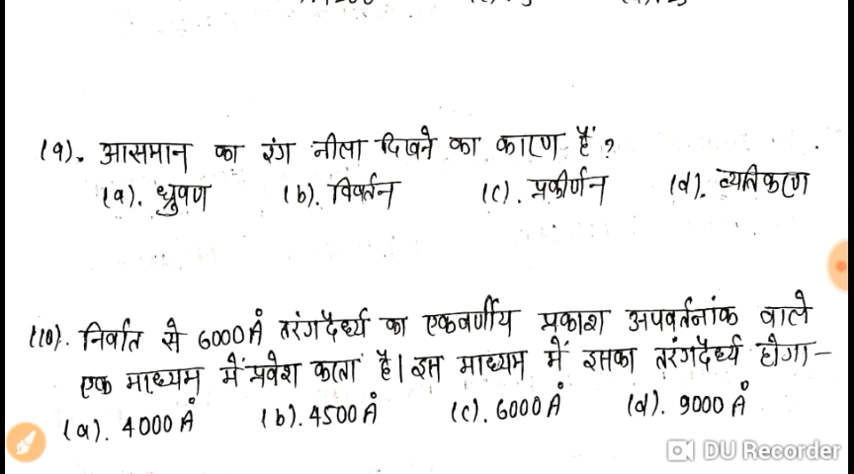 (9). आसमान का रंग नीला दिखने का कारण है ?
(a). ध्रुवण (b). विवर्तन (c). प्रकीर्णन (d). व्यतिकरण
(10). निर्वात से 6000 Å तरंगदैर्ध्य का एकवर्णीय प्रकाश अपवर्तनांक वाले
एक माध्यम में प्रवेश करता है। इस माध्यम में इसका तरंगदैर्ध्य होगा –
(a). 4000 Å (b). 4500 Å (c). 6000 Å (d). 9000 Å
DU Recorder